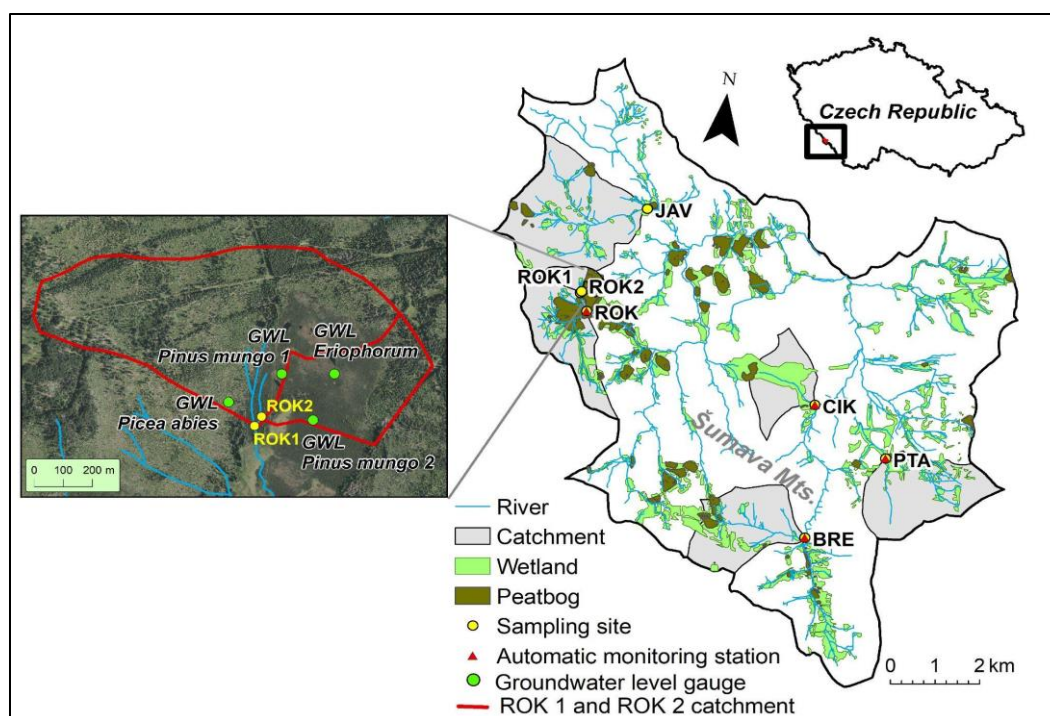 N
Czech Republic
JAV
ROK1
ROK2
ROK
CIK
PTA
BRE
Šumava Mts.
GWL
Pinus mungo 1
GWL
Eriophorum
GWL
Picea abies
ROK2
ROK1
GWL
Pinus mungo 2
0 100 200 m
River
Catchment
Wetland
Peatbog
Sampling site
Automatic monitoring station
Groundwater level gauge
ROK 1 and ROK 2 catchment
0 1 2 km